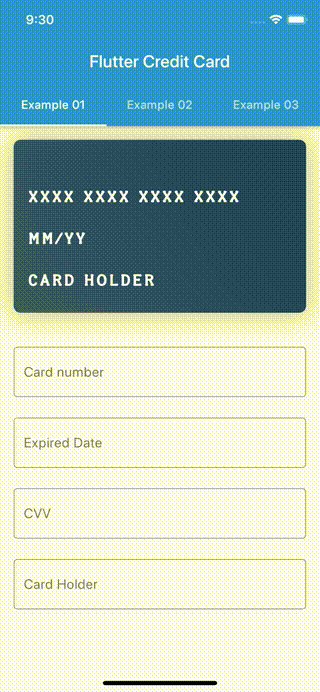 9:30
Flutter Credit Card
Example 01 Example 02 Example 03
XXXX XXXX XXXX XXXX
MM/YY
CARD HOLDER
Card number
Expired Date
CVV
Card Holder